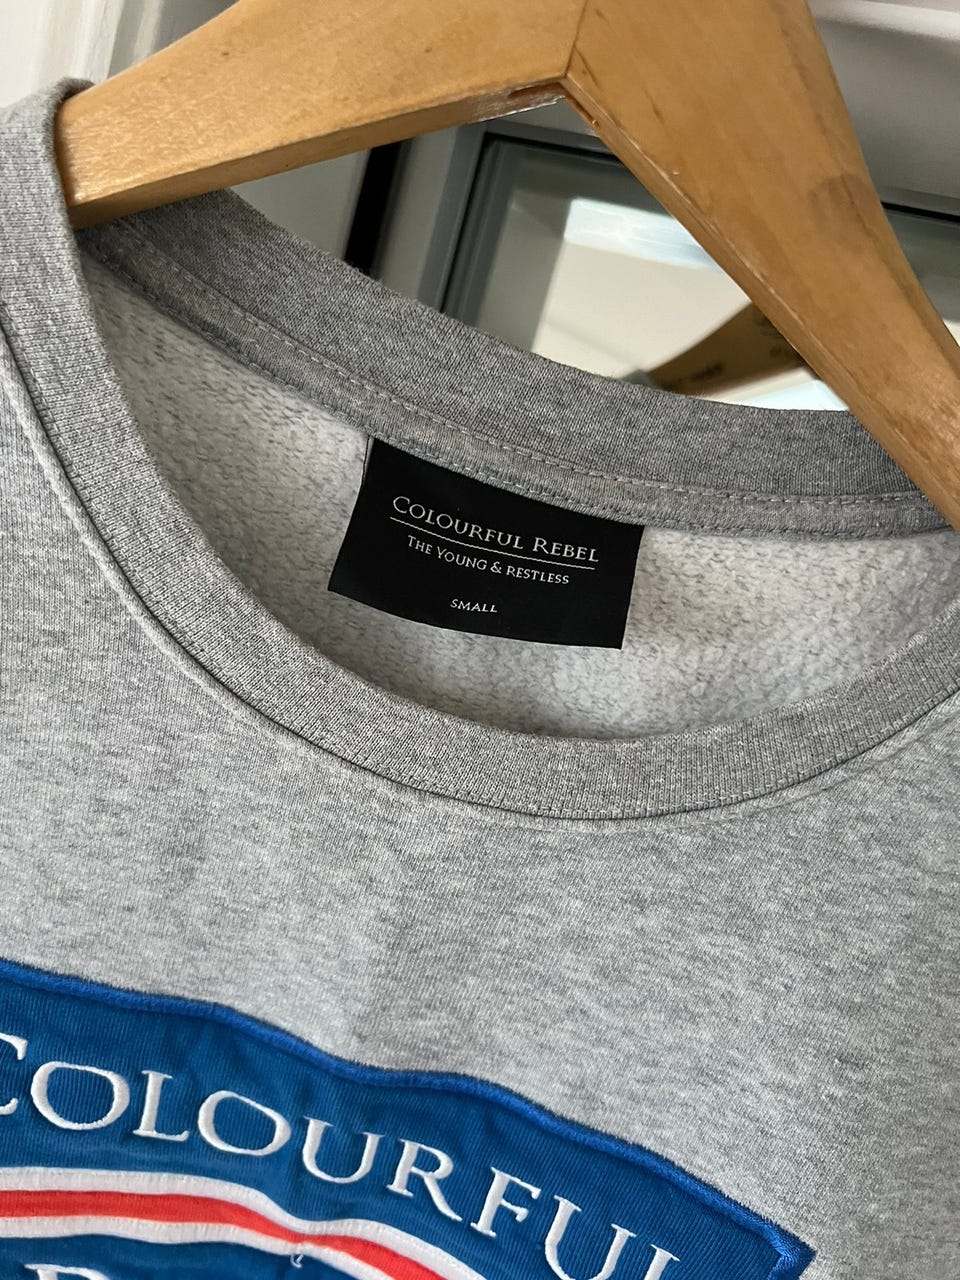 COLOURFUL REBEL
THE YOUNG & RESTLESS
SMALL
COLOURFUL